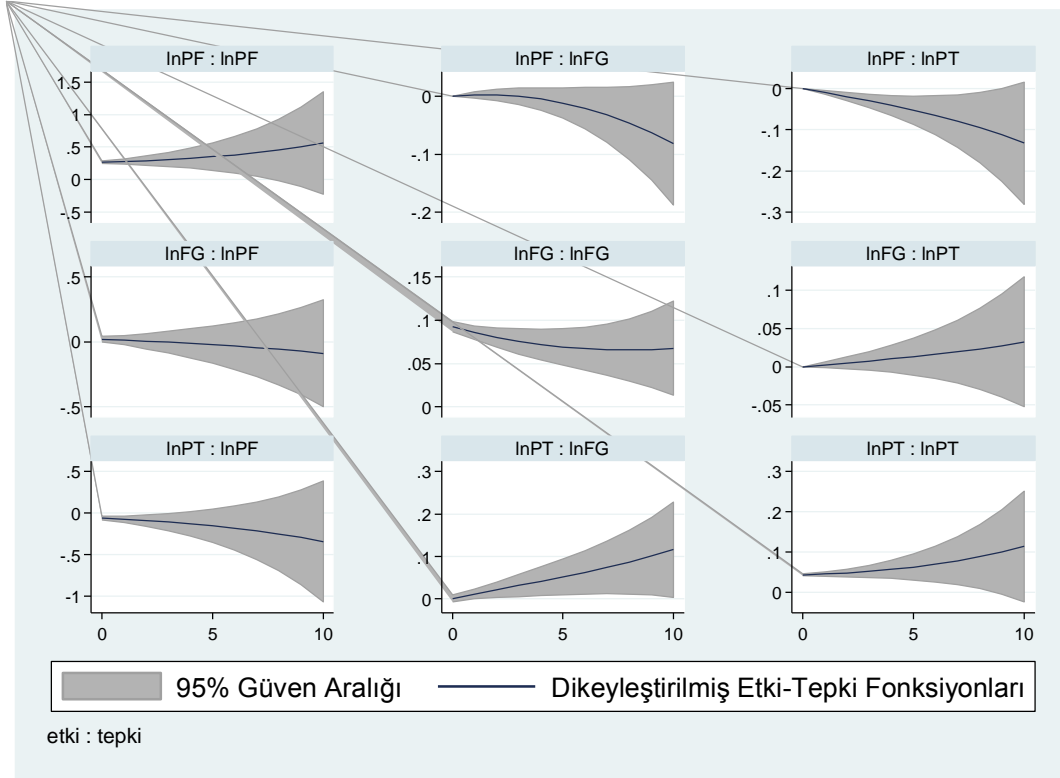 lnPF : lnPF
lnPF : lnFG
lnPF : lnPT
1.5
1
.5
0
-.5
0
-.1
-.2
0
-.1
-.2
-.3
lnFG : lnPF
lnFG : lnFG
lnFG : lnPT
.5
0
-.5
.15
.1
.05
0
.1
.05
0
-.05
lnPT : lnPF
lnPT : lnFG
lnPT : lnPT
.5
0
-.5
-1
.3
.2
.1
0
.3
.2
.1
0
0 5 10
0 5 10
0 5 10
95% Güven Aralığı
Dikeyleştirilmiş Etki-Tepki Fonksiyonları
etki : tepki